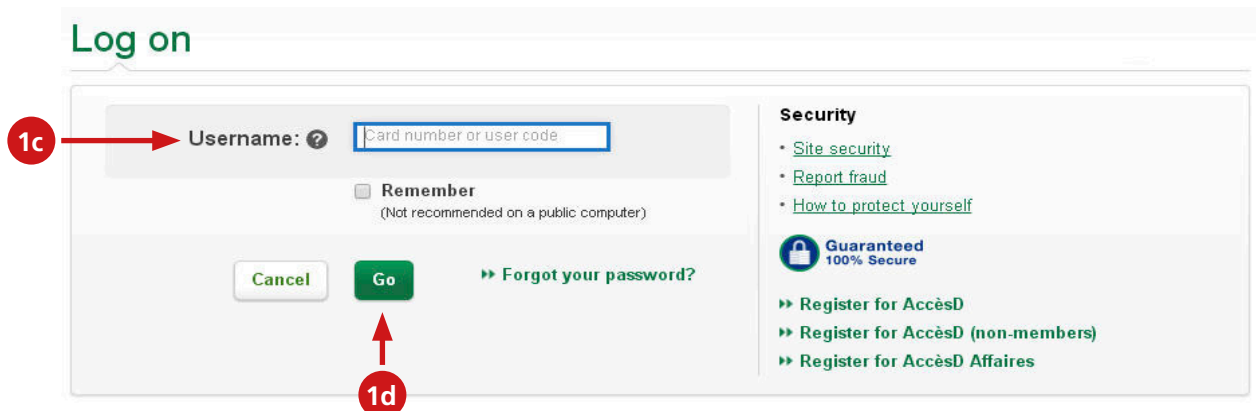 Log on
1c
Username: ?
Card number or user code
Remember
(Not recommended on a public computer)
Cancel
Go
Forgot your password?
1d
Security
• Site security
• Report fraud
• How to protect yourself
Guaranteed
100% Secure
Register for AccèsD
Register for AccèsD (non-members)
Register for AccèsD Affaires